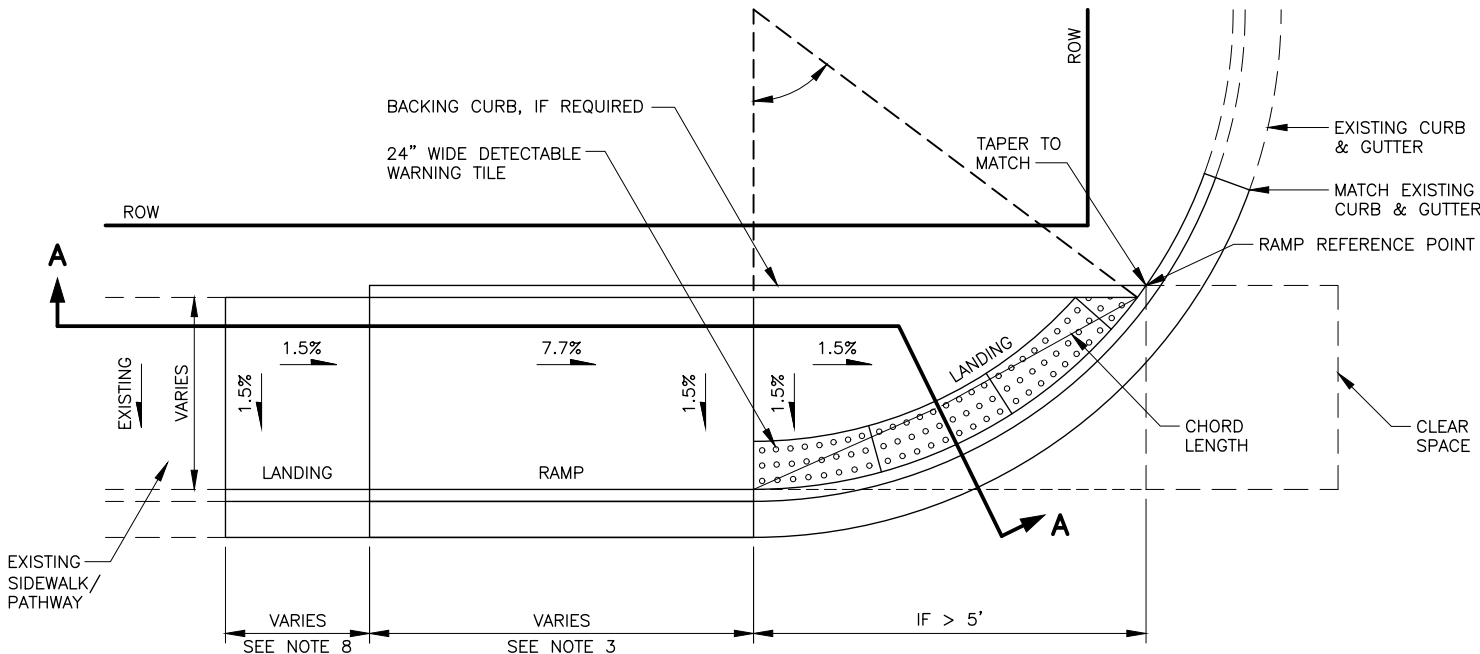 ROW
BACKING CURB, IF REQUIRED
24" WIDE DETECTABLE
WARNING TILE
TAPER TO
MATCH
EXISTING CURB
& GUTTER
MATCH EXISTING
CURB & GUTTER
ROW
RAMP REFERENCE POINT
A
1.5%
7.7%
1.5%
LANDING
EXISTING
VARIES
1.5%
1.5%
1.5%
CHORD
LENGTH
CLEAR
SPACE
LANDING
RAMP
A
EXISTING
SIDEWALK/
PATHWAY
VARIES
SEE NOTE 8
VARIES
SEE NOTE 3
IF > 5'